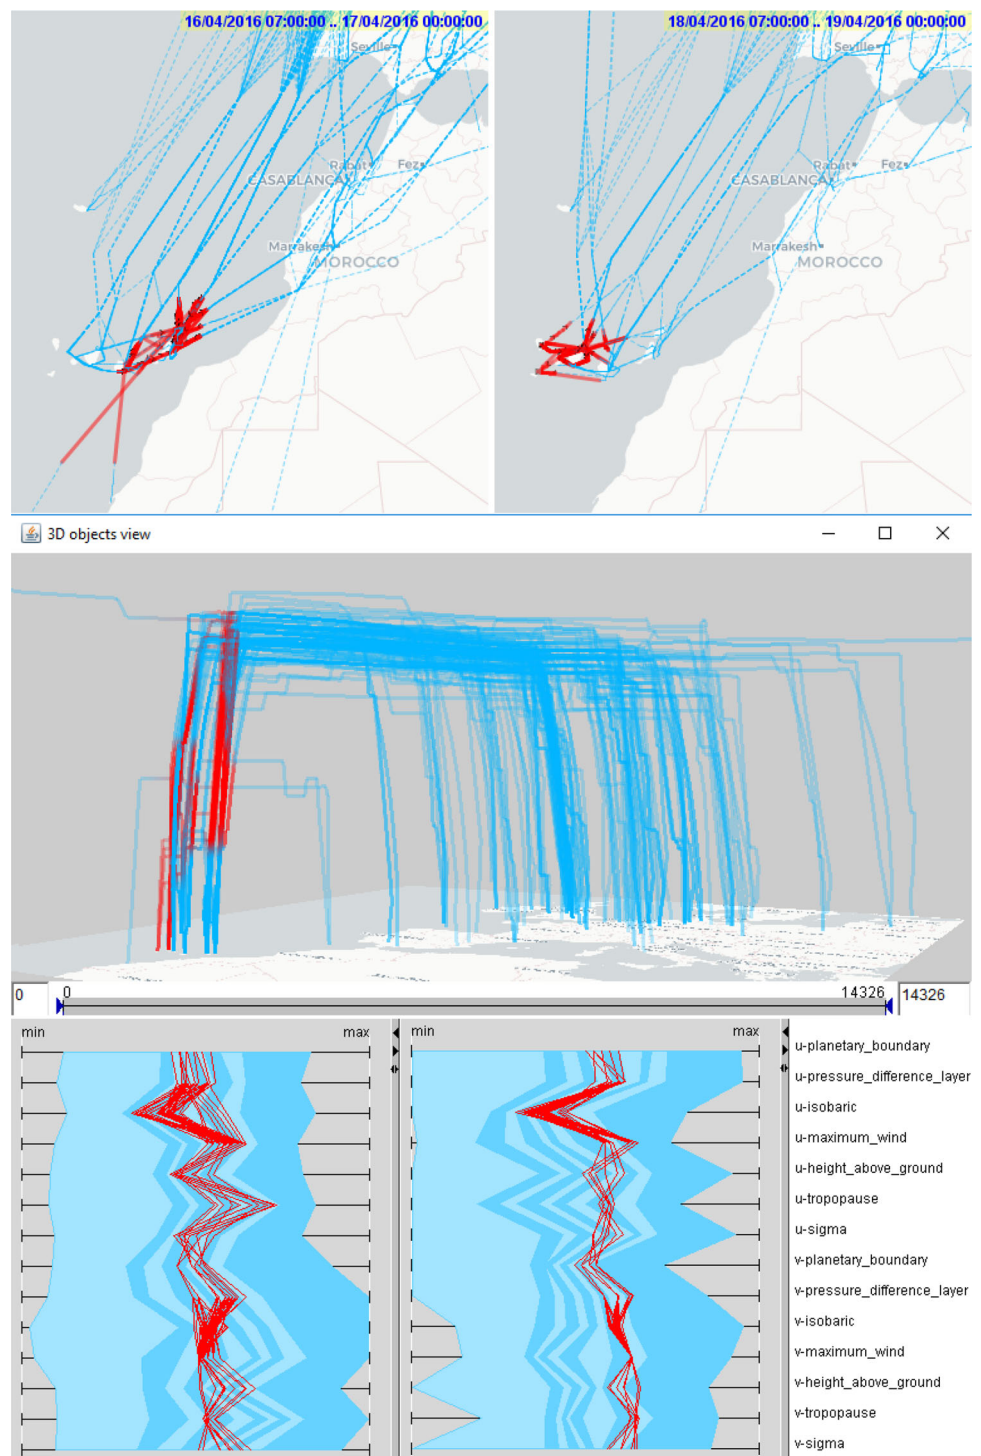 16/04/2016 07:00:00 .. 17/04/2016 00:00:00
Seville
Rabat
Fez
CASABLANCA
Marrakesh
MOROCCO
18/04/2016 07:00:00 .. 19/04/2016 00:00:00
Seville
Rabat
Fez
CASABLANCA
Marrakesh
MOROCCO
3D objects view
0 0 14326 14326
min max min max
u-planetary_boundary
u-pressure_difference_layer
u-isobaric
u-maximum_wind
u-height_above_ground
u-tropopause
u-sigma
v-planetary_boundary
v-pressure_difference_layer
v-isobaric
v-maximum_wind
v-height_above_ground
v-tropopause
v-sigma